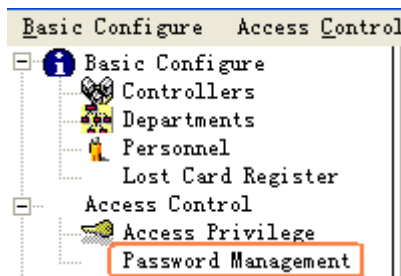 Basic Configure Access Control
Basic Configure
Controllers
Departments
Personnel
Lost Card Register
Access Control
Access Privilege
Password Management